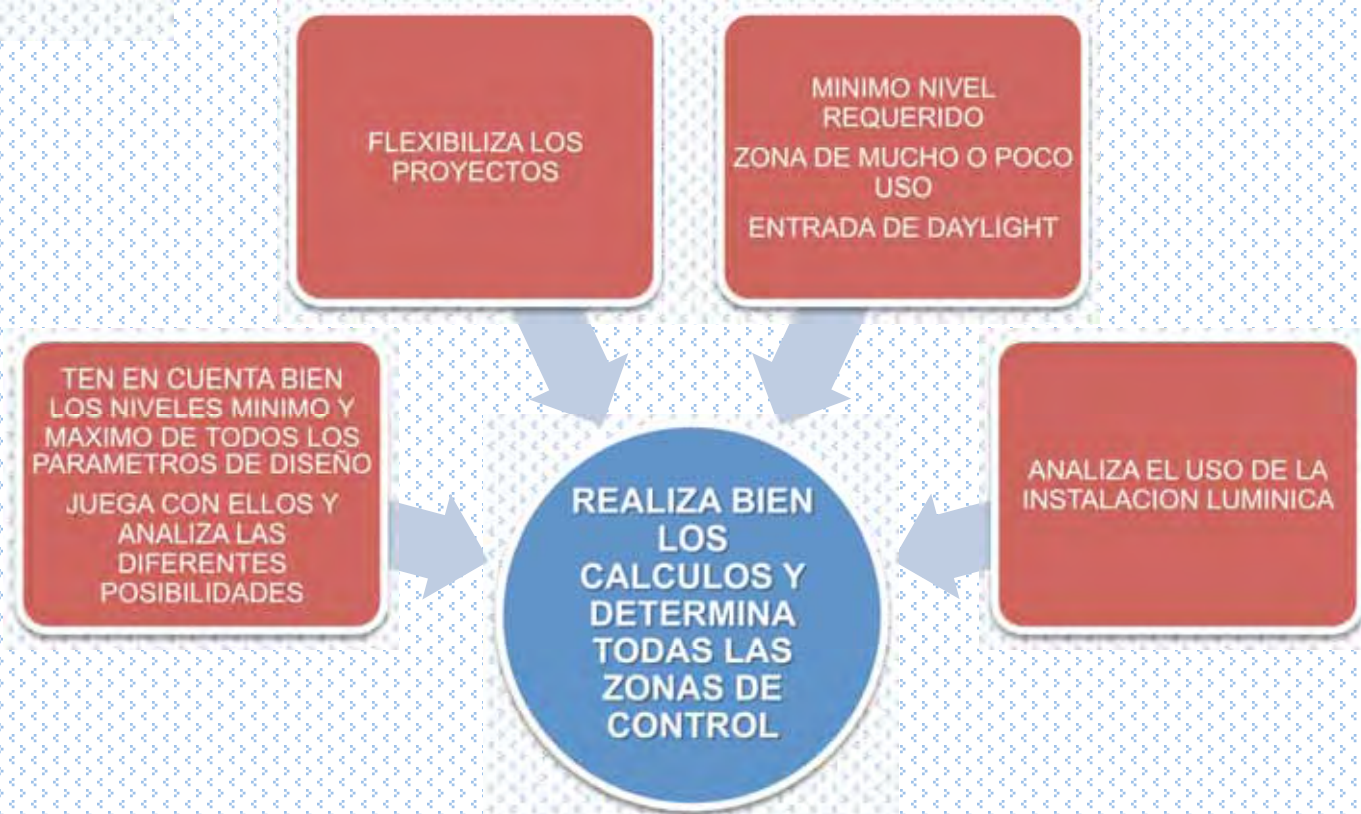 FLEXIBILIZA LOS
PROYECTOS
MINIMO NIVEL
REQUERIDO
ZONA DE MUCHO O POCO
USO
ENTRADA DE DAYLIGHT
TEN EN CUENTA BIEN
LOS NIVELES MINIMO Y
MAXIMO DE TODOS LOS
PARAMETROS DE DISEÑO
JUEGA CON ELLOS Y
ANALIZA LAS
DIFERENTES
POSIBILIDADES
ANALIZA EL USO DE LA
INSTALACION LUMINICA
REALIZA BIEN
LOS
CALCULOS Y
DETERMINA
TODAS LAS
ZONAS DE
CONTROL